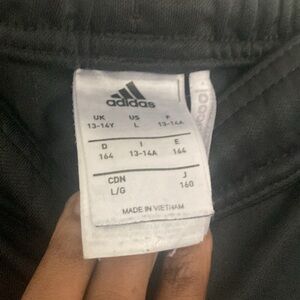 adidas
UK US F
13-14Y L 13-14A
D I E
164 13-14A 164
CDN J
L/G 160
MADE IN VIETNAM